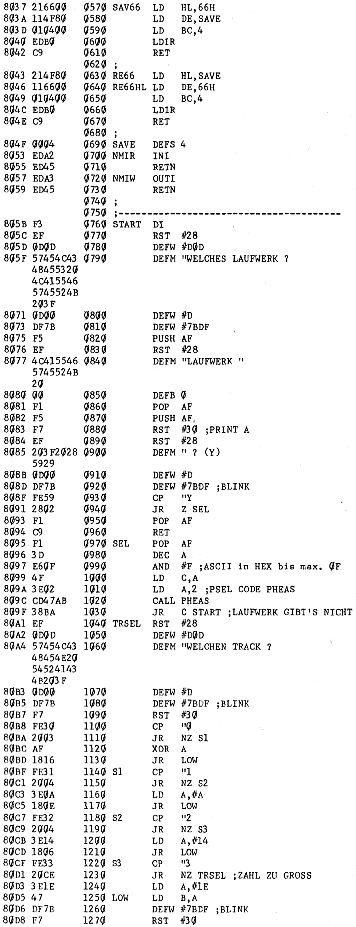 8037 216600 0570 SAV66 LD HL,66H
803A 114F80 0580 LD DE,SAVE
803D 010400 0590 LD BC,4
8040 EDB0 0600 LDIR
8042 C9 0610 RET
0620 ;
8043 214F80 0630 RE66 LD HL,SAVE
8046 116600 0640 RE66HL LD DE,66H
8049 010400 0650 LD BC,4
804C EDB0 0660 LDIR
804E C9 0670 RET
0680 ;
804F 0004 0690 SAVE DEFS 4
8053 EDA2 0700 NMIR INI
8055 ED45 0710 RETN
8057 EDA3 0720 NMIW OUTI
8059 ED45 0730 RETN
0740 ;
0750 ;-------------------------------------
805B F3 0760 START DI
805C EF 0770 RST #28
805D 0D0D 0780 DEFW #D0D
805F 57454C43 0790 DEFM "WELCHES LAUFWERK ?
48455320
4C415546
5745524B
203F
8071 0D00 0800 DEFW #D
8073 DF7B 0810 DEFW #7BDF
8075 F5 0820 PUSH AF
8076 EF 0830 RST #28
8077 4C415546 0840 DEFM "LAUFWERK "
5745524B
20
8080 00 0850 DEFB 0
8081 F1 0860 POP AF
8082 F5 0870 PUSH AF,
8083 F7 0880 RST #30 ;PRINT A
8084 EF 0890 RST #28
8085 203F2028 0900 DEFM " ? (Y)
5929
808B 0D00 0910 DEFW #D
808D DF7B 0920 DEFW #7BDF ;BLINK
808F FE59 0930 CP "Y
8091 2802 0940 JR Z SEL
8093 F1 0950 POP AF
8094 C9 0960 RET
8095 F1 0970 SEL POP AF
8096 3D 0980 DEC A
8097 E60F 0990 AND #F ;ASCII in HEX bis max. 0F
8099 4F 1000 LD C,A
809A 3E02 1010 LD A,2 ;PSEL CODE PHEAS
809C CD47AB 1020 CALL PHEAS
809F 38BA 1030 JR C START ;LAUFWERK GIBT'S NICHT
80A1 EF 1040 TRSEL RST #28
80A2 0D0D 1050 DEFW #D0D
80A4 57454C43 1060 DEFM "WELCHEN TRACK ?
48454E20
54524143
4B203F
80B3 0D00 1070 DEFW #D
80B5 DF7B 1080 DEFW #7BDF ;BLINK
80B7 F7 1090 RST #30
80B8 FE30 1100 CP "0
80BA 2003 1110 JR NZ S1
80BC AF 1120 XOR A
80BD 1816 1130 JR LOW
80BF FE31 1140 S1 CP "1
80C1 2004 1150 JR NZ S2
80C3 3E0A 1160 LD A,#A
80C5 180E 1170 JR LOW
80C7 FE32 1180 S2 CP "2
80C9 2004 1190 JR NZ S3
80CB 3E14 1200 LD A,#14
80CD 1806 1210 JR LOW
80CF FE33 1220 S3 CP "3
80D1 20CE 1230 JR NZ TRSEL ;ZAHL ZU GROSS
80D3 3E1E 1240 LD A,#1E
80D5 47 1250 LOW LD B,A
80D6 DF7B 1260 DEFW #7BDF ;BLINK
80D8 F7 1270 RST #30